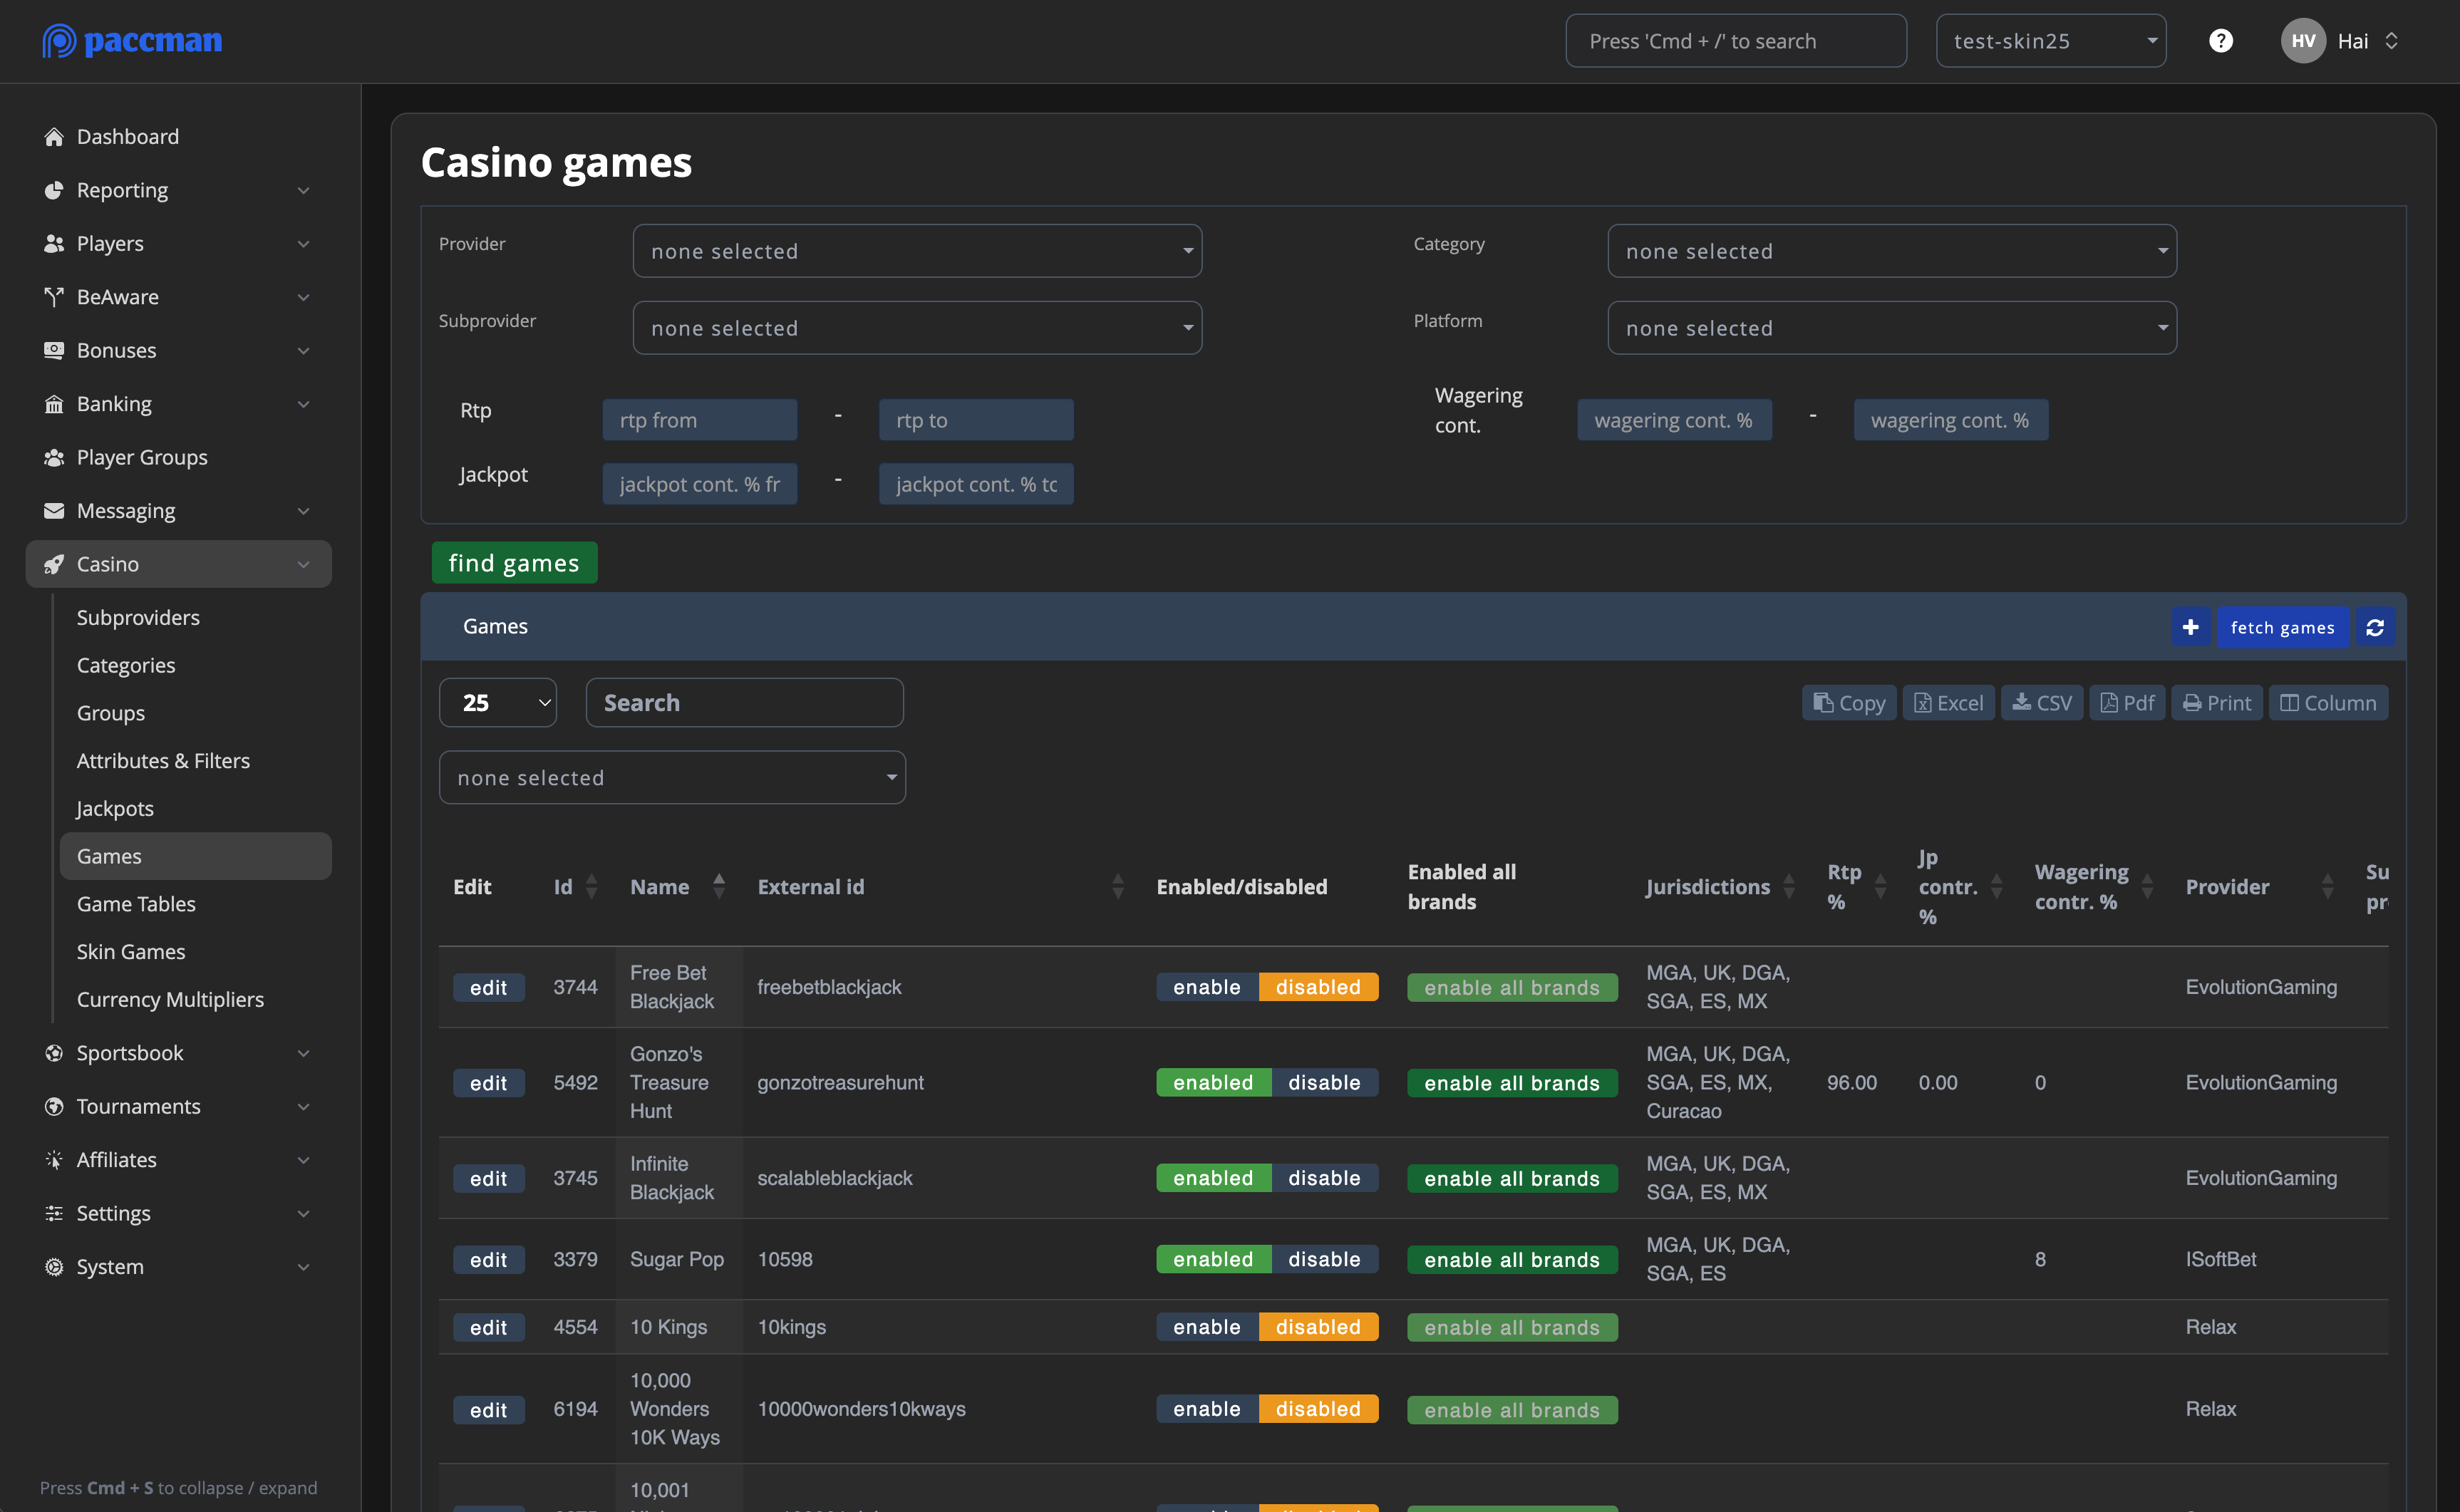 paccman
Press 'Cmd + /' to search
test-skin25
?
HV Hai
Dashboard
Reporting
Players
BeAware
Bonuses
Banking
Player Groups
Messaging
Casino
Subproviders
Categories
Groups
Attributes & Filters
Jackpots
Games
Game Tables
Skin Games
Currency Multipliers
Sportsbook
Tournaments
Affiliates
Settings
System
Press Cmd + S to collapse / expand
Casino games
Provider none selected Category none selected
Subprovider none selected Platform none selected
Rtp rtp from - rtp to Wagering cont. wagering cont. % - wagering cont. %
Jackpot jackpot cont. % fr - jackpot cont. % tc
find games
Games + fetch games
25 Search Copy Excel CSV Pdf Print Column
none selected
Edit Id Name External id Enabled/disabled Enabled all brands Jurisdictions Rtp % Jp contr. % Wagering contr. % Provider Su pr
edit 3744 Free Bet Blackjack freebetblackjack enable disabled enable all brands MGA, UK, DGA, SGA, ES, MX EvolutionGaming
edit 5492 Gonzo's Treasure Hunt gonzotreasurehunt enabled disable enable all brands MGA, UK, DGA, SGA, ES, MX, Curacao 96.00 0.00 0 EvolutionGaming
edit 3745 Infinite Blackjack scalableblackjack enabled disable enable all brands MGA, UK, DGA, SGA, ES, MX EvolutionGaming
edit 3379 Sugar Pop 10598 enabled disable enable all brands MGA, UK, DGA, SGA, ES 8 ISoftBet
edit 4554 10 Kings 10kings enable disabled enable all brands Relax
edit 6194 10,000 Wonders 10K Ways 10000wonders10kways enable disabled enable all brands Relax
10,001